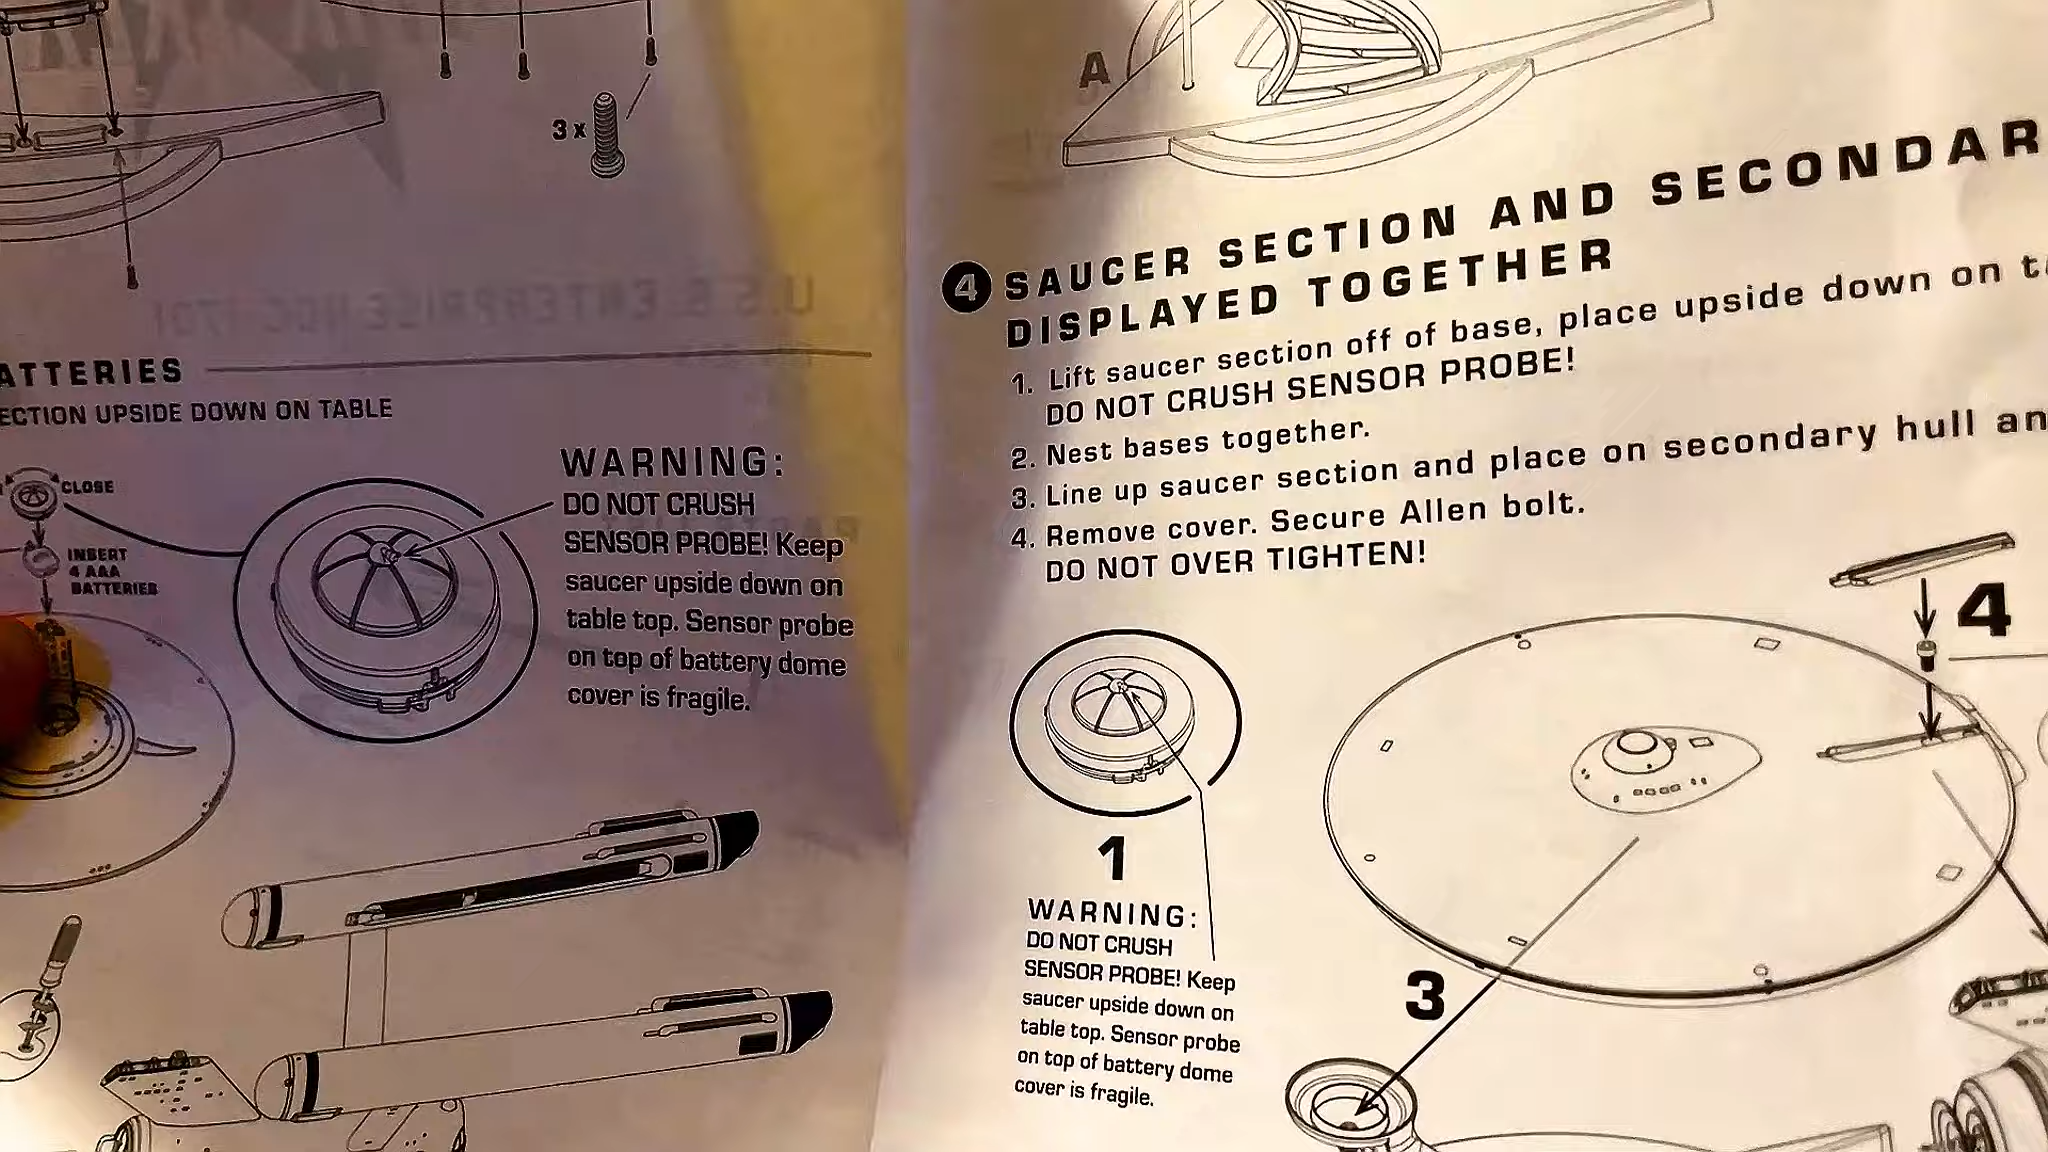 3 x
U.S.S. ENTERPRISE NCC-1701
ATTERIES
ECTION UPSIDE DOWN ON TABLE
CLOSE
INSERT
4 AAA
BATTERIES
WARNING:
DO NOT CRUSH
SENSOR PROBE! Keep
saucer upside down on
table top. Sensor probe
on top of battery dome
cover is fragile.
A
4 SAUCER SECTION AND SECONDAR
DISPLAYED TOGETHER
1. Lift saucer section off of base, place upside down on ta
DO NOT CRUSH SENSOR PROBE!
2. Nest bases together.
3. Line up saucer section and place on secondary hull an
4. Remove cover. Secure Allen bolt.
DO NOT OVER TIGHTEN!
4
1
WARNING:
DO NOT CRUSH
SENSOR PROBE! Keep
saucer upside down on
table top. Sensor probe
on top of battery dome
cover is fragile.
3